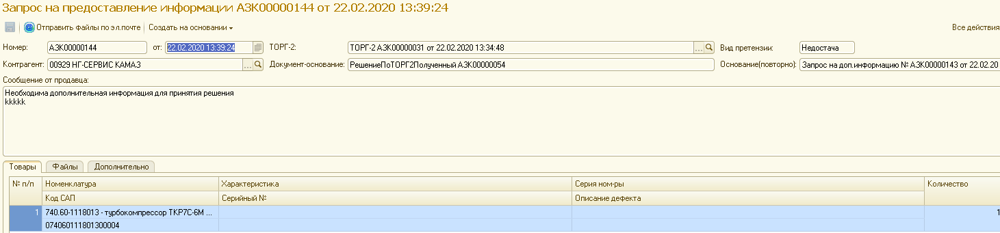 Запрос на предоставление информации АЗК00000144 от 22.02.2020 13:39:24
Отправить файлы по эл.почте Создать на основании Все действия
Номер: АЗК00000144 от: 22.02.2020 13:39:24 ТОРГ-2: ТОРГ-2 АЗК00000031 от 22.02.2020 13:34:48 ... Вид претензии: Недостача
Контрагент: 00929 НГ-СЕРВИС КАМАЗ ... Документ-основание: РешениеПоТОРГ2Полученный АЗК00000054 Основание(повторно): Запрос на доп.информацию № АЗК00000143 от 22.02.20
Сообщение от продавца:
Необходима дополнительная информация для принятия решения
kkkkk
Товары Файлы Дополнительно
№ п/п Номенклатура Характеристика Серия ном-ры Количество
Код САП Серийный № Описание дефекта
1 740.60-1118013 - турбокомпрессор ТКР7С-6М ... 1
074060111801300004